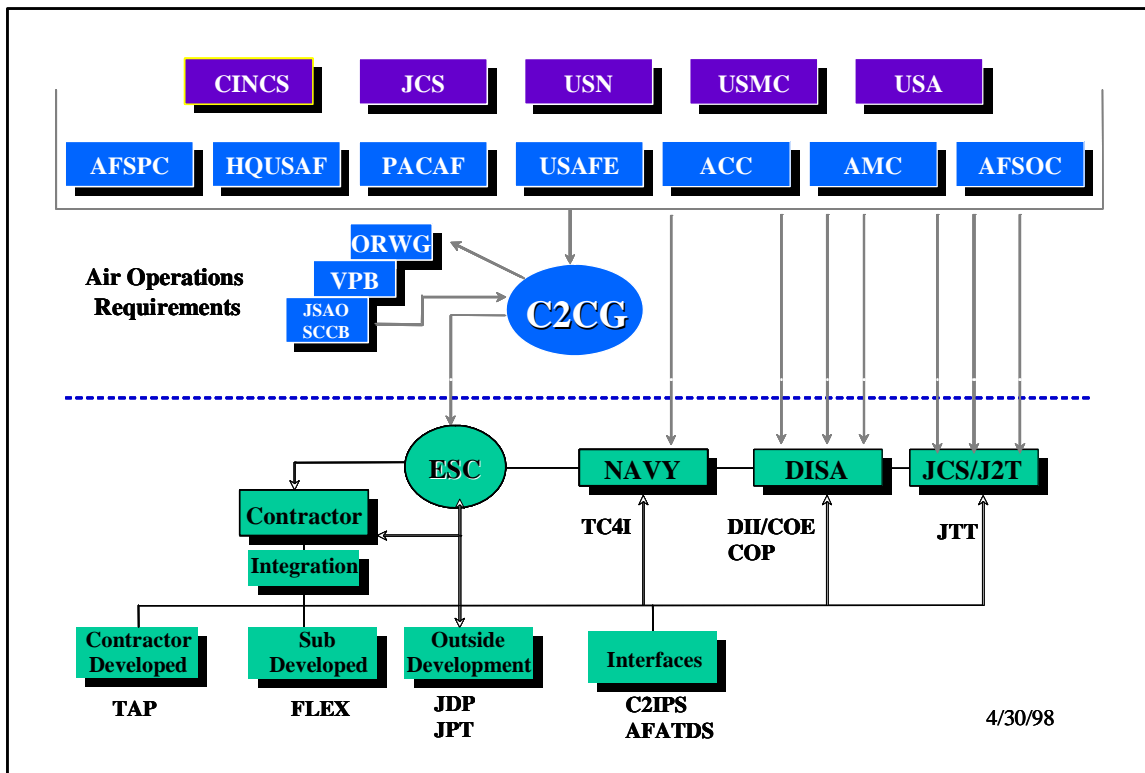 CINCS
JCS
USN
USMC
USA
AFSPC
HQUSAF
PACAF
USAFE
ACC
AMC
AFSOC
ORWG
VPB
JSAO
SCCB
Air Operations
Requirements
C2CG
ESC
NAVY
DISA
JCS/J2T
TC4I
DII/COE
COP
JTT
Contractor
Integration
Contractor
Developed
Sub
Developed
Outside
Development
Interfaces
TAP
FLEX
JDP
JPT
C2IPS
AFATDS
4/30/98